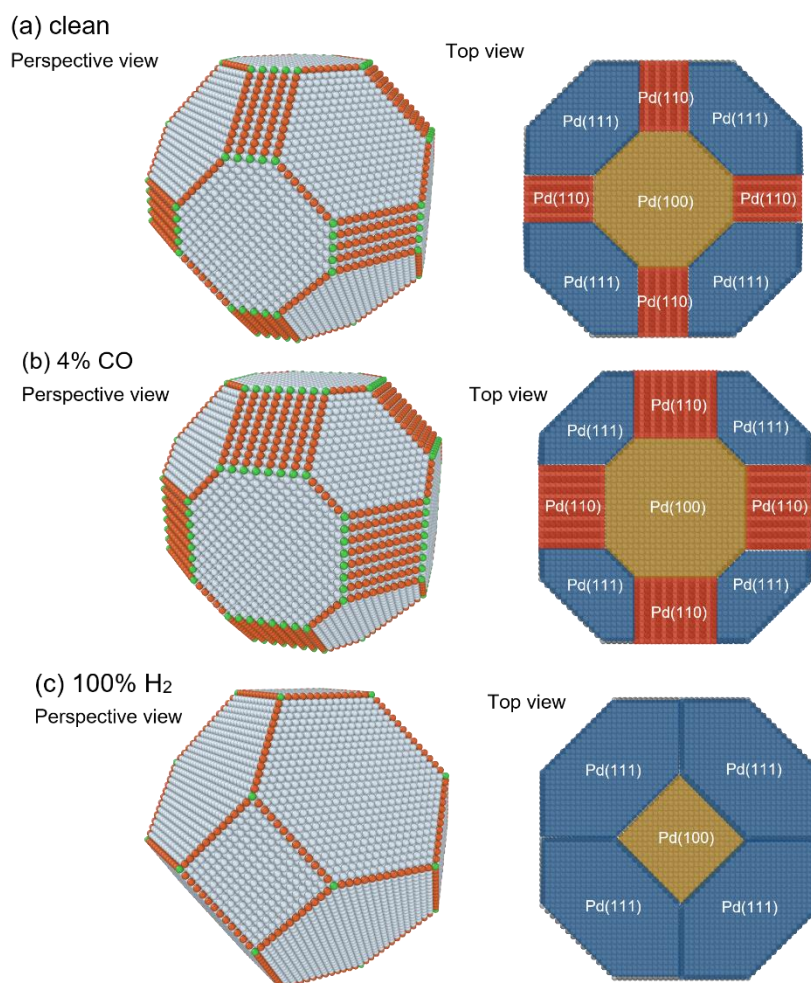 (a) clean
Perspective view
Top view
Pd(110)
Pd(111)
Pd(111)
Pd(110)
Pd(100)
Pd(110)
Pd(111)
Pd(111)
Pd(110)
(b) 4% CO
Perspective view
Top view
Pd(110)
Pd(111)
Pd(111)
Pd(110)
Pd(100)
Pd(110)
Pd(111)
Pd(111)
Pd(110)
(c) 100% H₂
Perspective view
Top view
Pd(111)
Pd(111)
Pd(100)
Pd(111)
Pd(111)